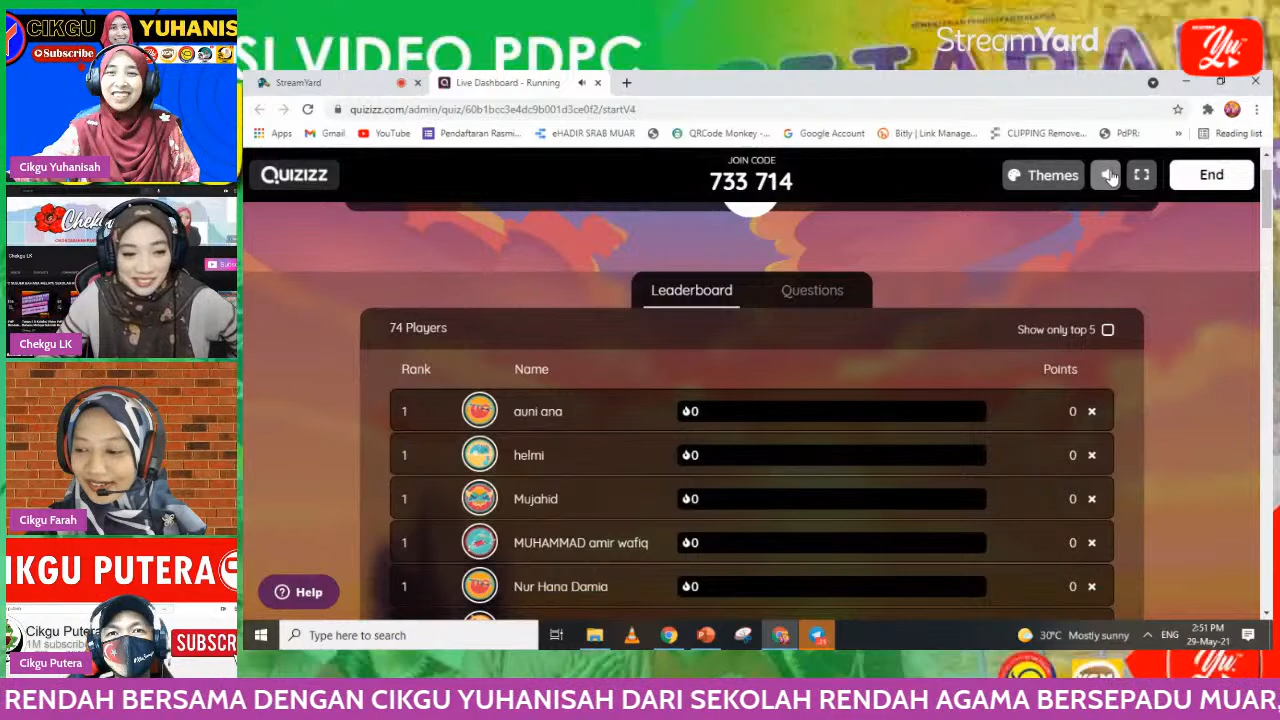 CIKGU YUHANIS
Subscribe
Cikgu Yuhanisah
Chekgu LK
Chekgu LK
Cikgu Farah
IKGU PUTERA
Cikgu Putera
1M subscribe
SUBSCR
Cikgu Putera
SI VIDEO PDPC
StreamYard
StreamYard
Live Dashboard - Running
quizizz.com/admin/quiz/60b1bcc3e4dc9b001d3ce0f2/startV4
Apps
Gmail
YouTube
Pendaftaran Rasmi...
eHADIR SRAB MUAR
QRCode Monkey -...
Google Account
Bitly | Link Manage...
CLIPPING Remove...
PdPR:
Reading list
QUIZIZZ
JOIN CODE
733 714
Themes
End
Leaderboard
Questions
74 Players
Show only top 5
Rank Name Points
1 auni ana 0 0
1 helmi 0 0
1 Mujahid 0 0
1 MUHAMMAD amir wafiq 0 0
1 Nur Hana Damia 0 0
Help
Type here to search
30°C Mostly sunny
ENG
2:51 PM
29-May-21
RENDAH BERSAMA DENGAN CIKGU YUHANISAH DARI SEKOLAH RENDAH AGAMA BERSEPADU MUAR,